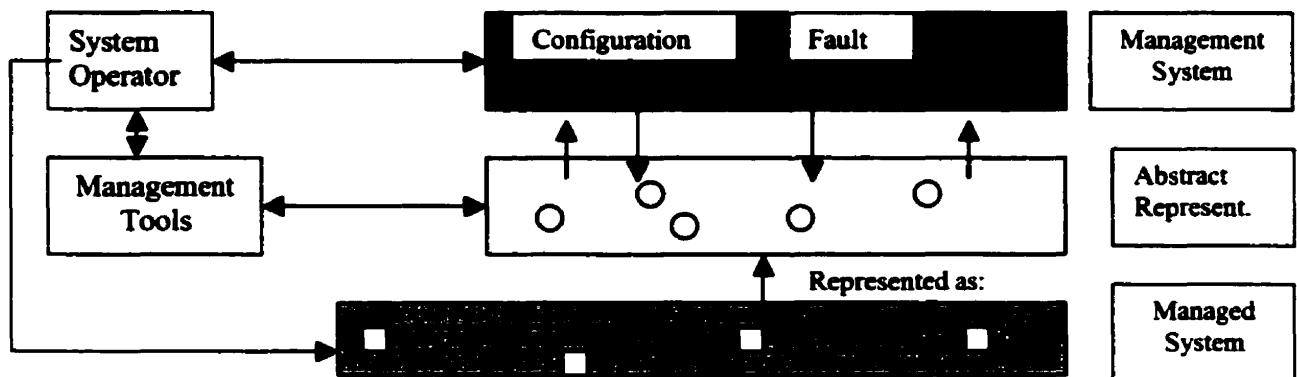 System
Operator
Configuration
Fault
Management
System
Management
Tools
Abstract
Represent.
Represented as:
Managed
System